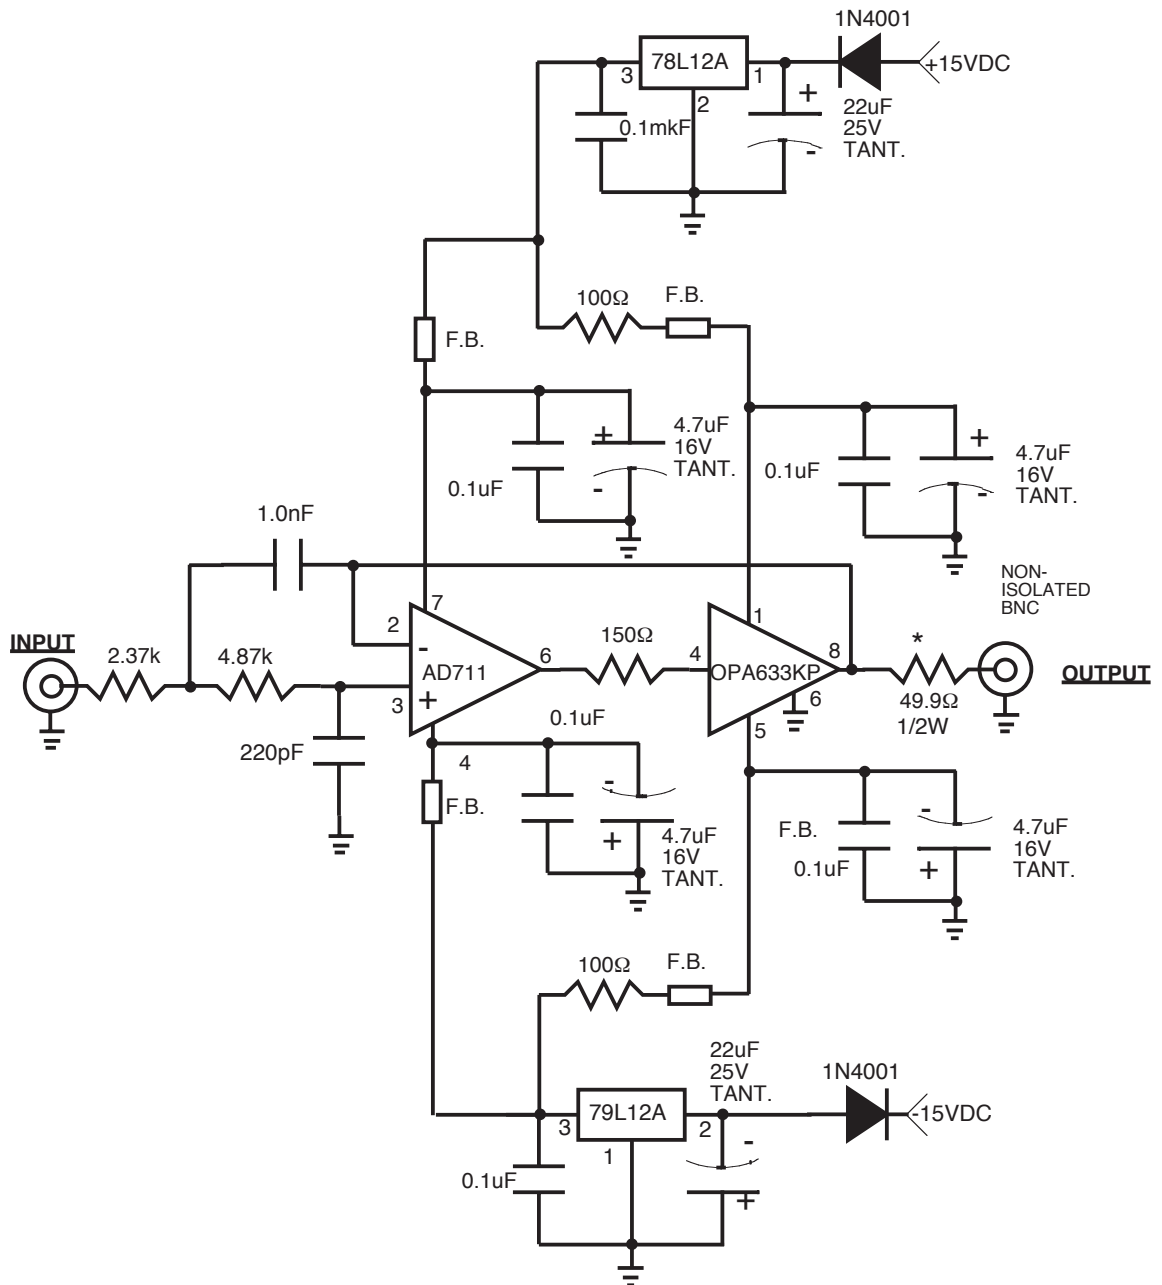 1N4001
78L12A
3
1
+15VDC
2
+
22uF
25V
TANT.
0.1mkF
-
100Ω
F.B.
F.B.
+
4.7uF
16V
TANT.
0.1uF
-
+
4.7uF
16V
TANT.
0.1uF
-
1.0nF
NON-
ISOLATED
BNC
7
1
2
-
INPUT
2.37k
4.87k
150Ω
*
AD711
6
4
OPA633KP
8
OUTPUT
3
+
6
49.9Ω
1/2W
5
0.1uF
220pF
4
-
F.B.
+
4.7uF
16V
TANT.
-
F.B.
0.1uF
+
4.7uF
16V
TANT.
100Ω
F.B.
22uF
25V
TANT.
1N4001
79L12A
3
2
-15VDC
1
-
0.1uF
+